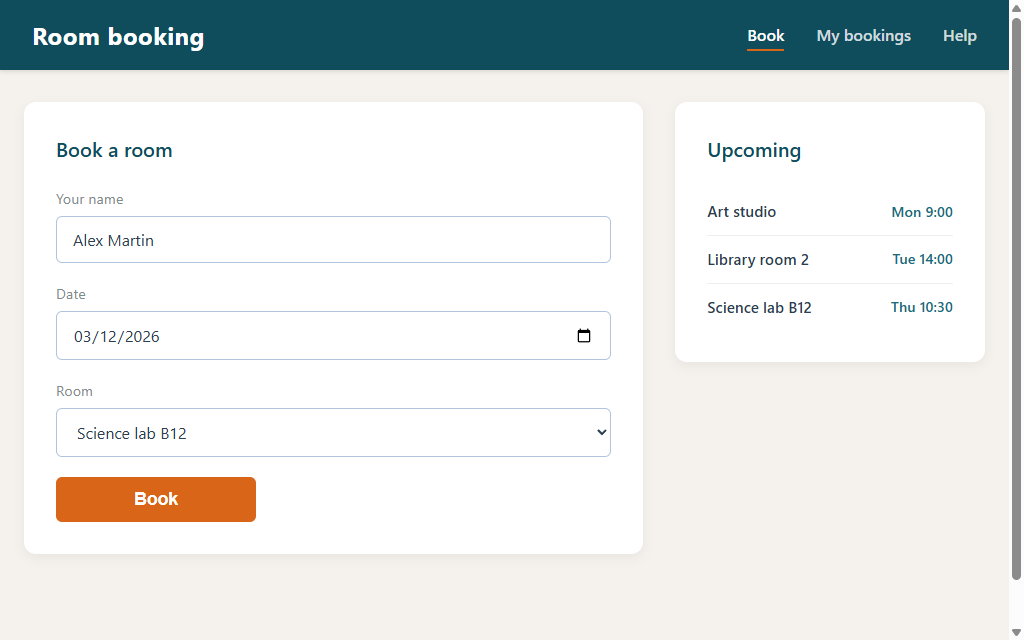 Room booking
Book
My bookings
Help
Book a room
Your name
Alex Martin
Date
03/12/2026
Room
Science lab B12
Book
Upcoming
Art studio Mon 9:00
Library room 2 Tue 14:00
Science lab B12 Thu 10:30